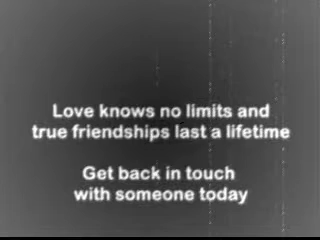 Love knows no limits and
true friendships last a lifetime
Get back in touch
with someone today